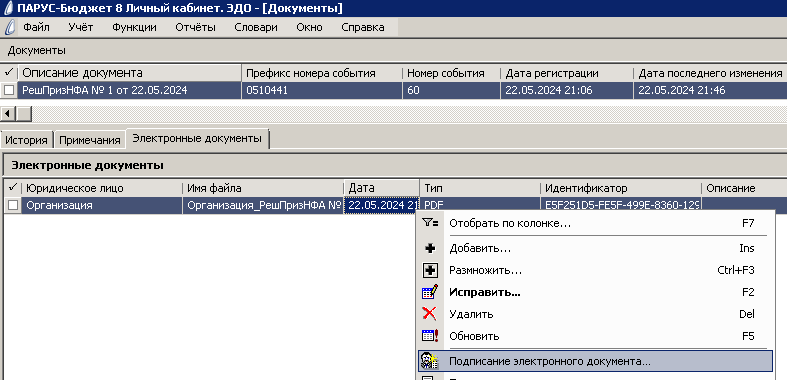 ПАРУС-Бюджет 8 Личный кабинет. ЭДО - [Документы]
Файл Учёт Функции Отчёты Словари Окно Справка
Документы
Описание документа Префикс номера события Номер события Дата регистрации Дата последнего изменения
РешПризНФА № 1 от 22.05.2024 0510441 60 22.05.2024 21:06 22.05.2024 21:46
История Примечания Электронные документы
Электронные документы
Юридическое лицо Имя файла Дата Тип Идентификатор Описание
Организация Организация_РешПризНФА № 22.05.2024 21 PDF E5F251D5-FE5F-499E-8360-129
Отобрать по колонке... F7
Добавить... Ins
Размножить... Ctrl+F3
Исправить... F2
Удалить Del
Обновить F5
Подписание электронного документа...